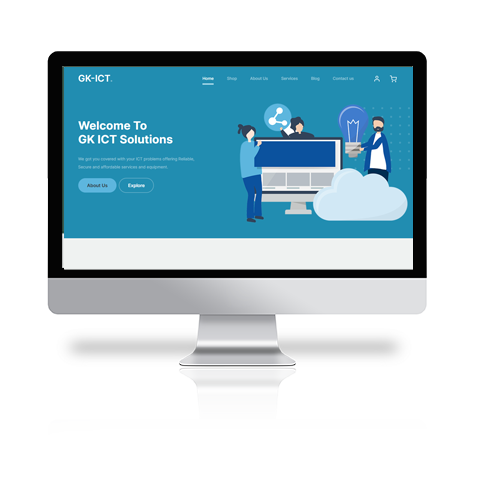 GK-ICT.
Home Shop About Us Services Blog Contact us
Welcome To
GK ICT Solutions
We got you covered with your ICT problems offering Reliable,
Secure and affordable services and equipment.
About Us Explore